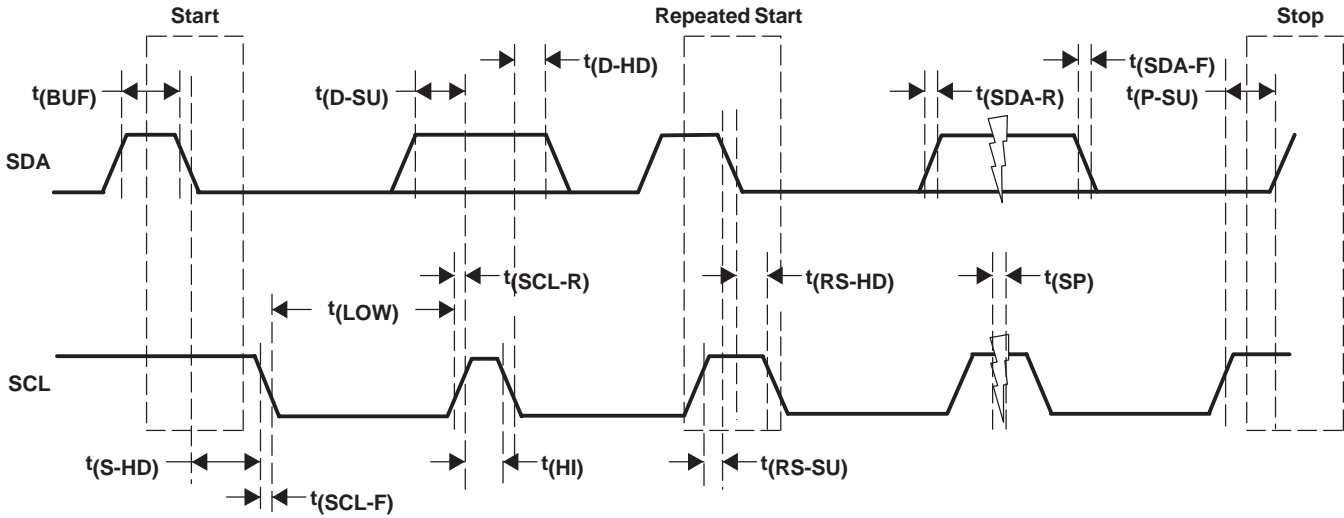 Start
Repeated Start
Stop
t(BUF)
t(D-SU)
t(D-HD)
t(SDA-R)
t(SDA-F)
t(P-SU)
SDA
t(SCL-R)
t(LOW)
t(RS-HD)
t(SP)
SCL
t(S-HD)
t(HI)
t(RS-SU)
t(SCL-F)